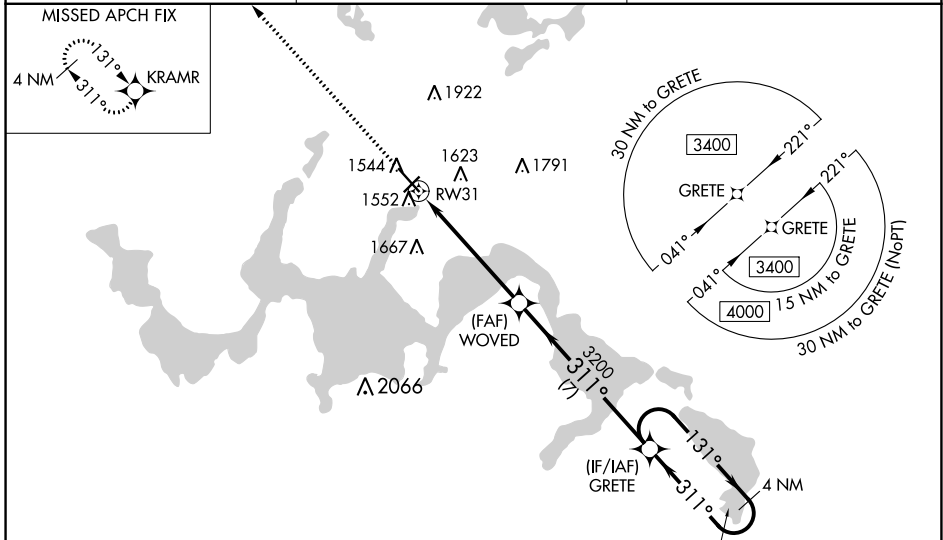 MISSED APCH FIX
131°
4 NM
KRAMR
311°
1922
1544
1623
1791
1552
RW31
1667
(FAF)
WOVED
2066
3200
311°
(7)
(IF/IAF)
GRETE
131°
4 NM
311°
30 NM to GRETE
3400
221°
GRETE
041°
221°
GRETE
041°
3400
15 NM to GRETE
4000
30 NM to GRETE (NoPT)